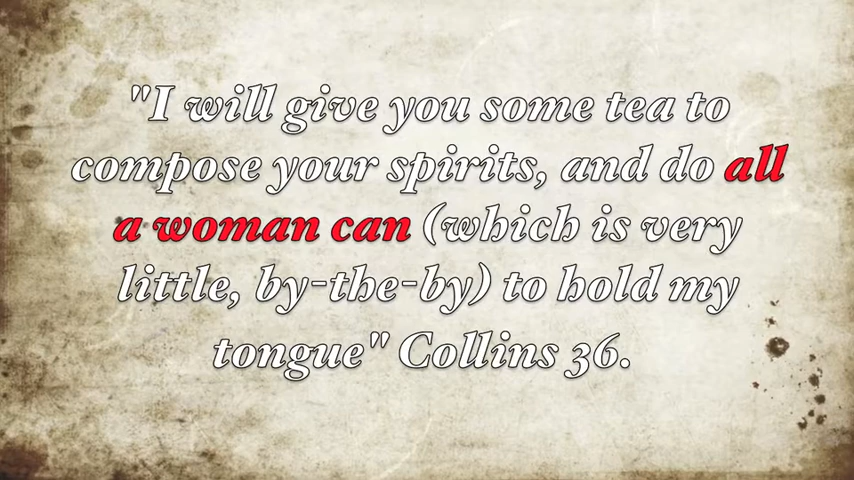 "I will give you some tea to
compose your spirits, and do all
a woman can (which is very
little, by-the-by) to hold my
tongue" Collins 36.